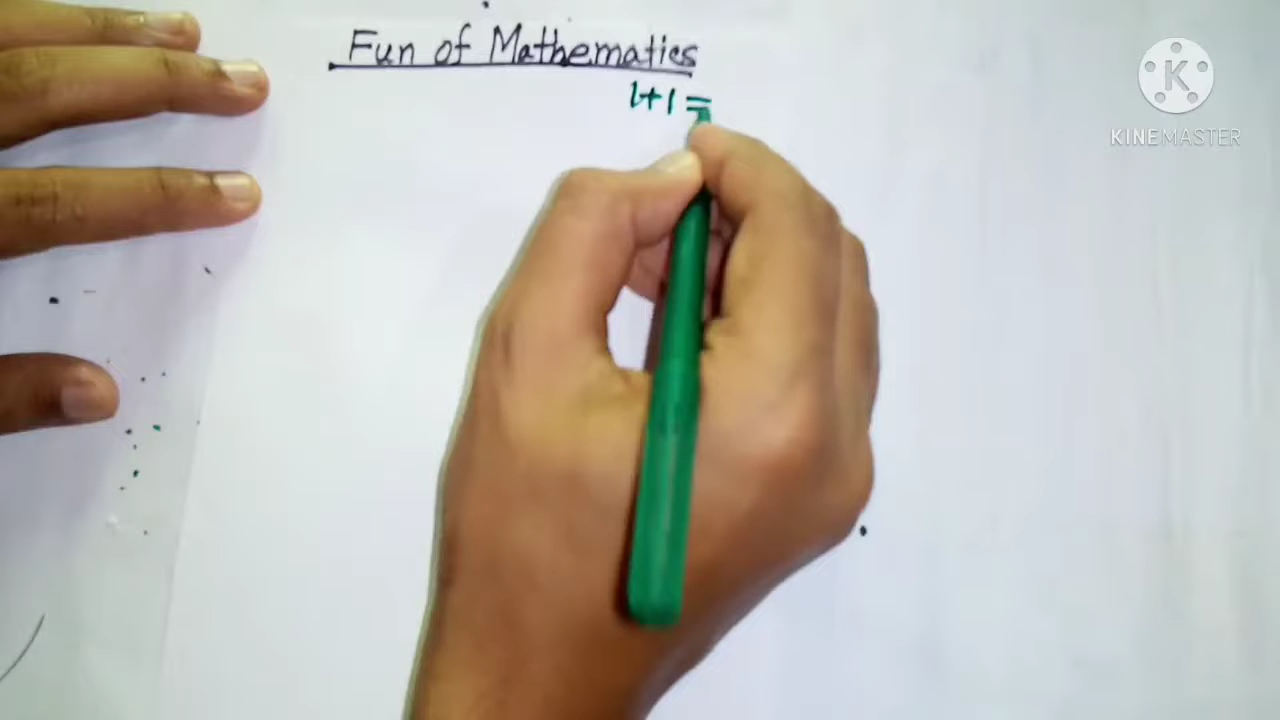 Fun of Mathematics
1+1 =
K
KINEMASTER